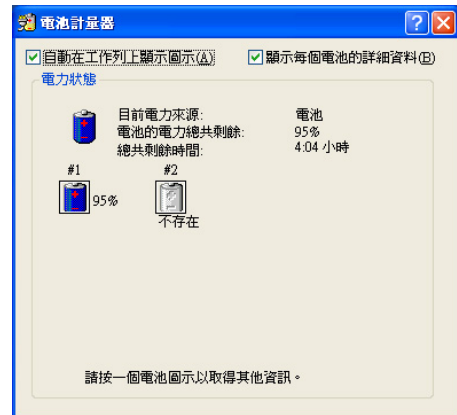 電池計量器
自動在工作列上顯示圖示(A)
顯示每個電池的詳細資料(B)
電力狀態
目前電力來源: 電池
電池的電力總共剩餘: 95%
總共剩餘時間: 4:04 小時
#1 #2
95%
不存在
請按一個電池圖示以取得其他資訊。